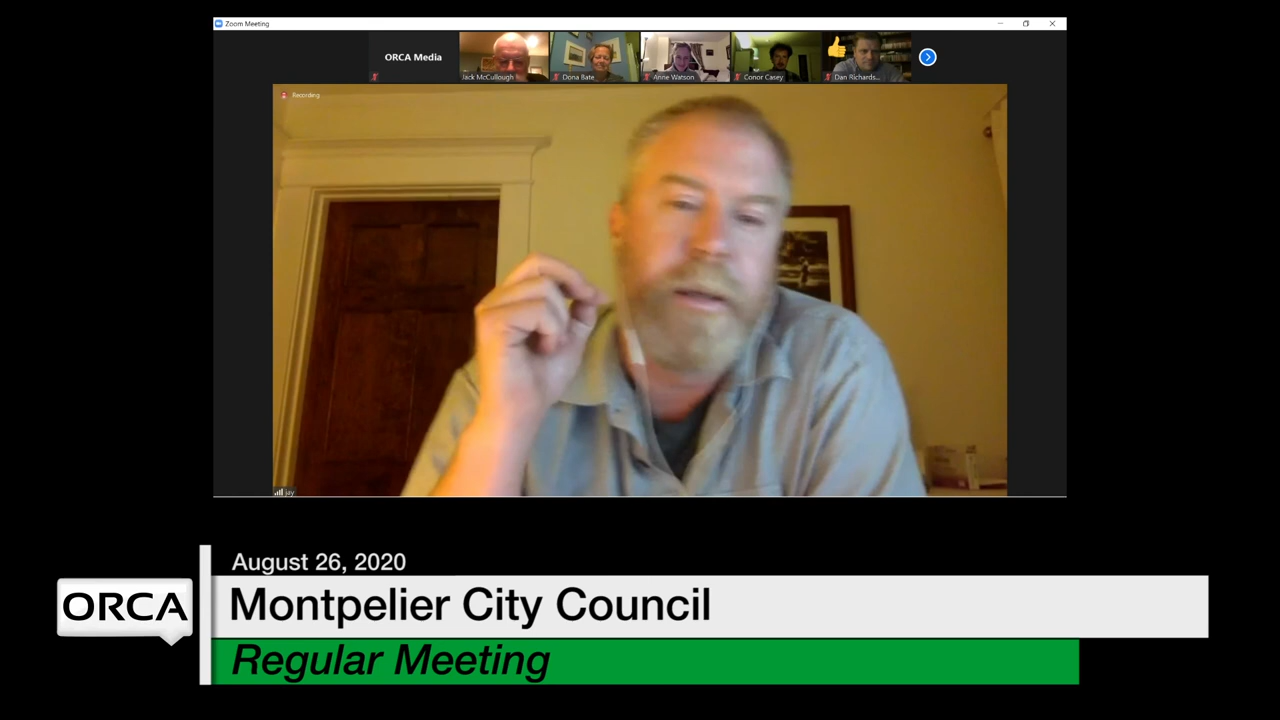 Zoom Meeting
ORCA Media
Jack McCullough
Dona Bate
Anne Watson
Conor Casey
Dan Richards...
Recording
jay
August 26, 2020
ORCA
Montpelier City Council
Regular Meeting